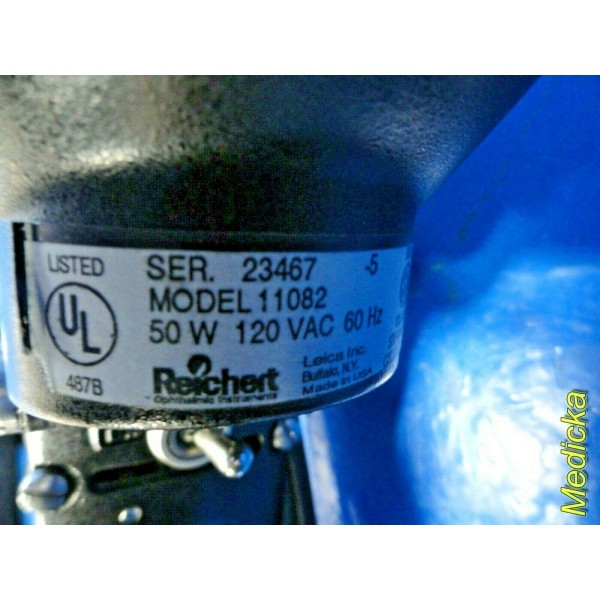 LISTED
UL
487B
SER. 23467 -5
MODEL 11082
50 W 120 VAC 60 Hz
Reichert
Ophthalmic Instruments
Leica Inc.
Buffalo, N.Y.
Made in USA
Medicka